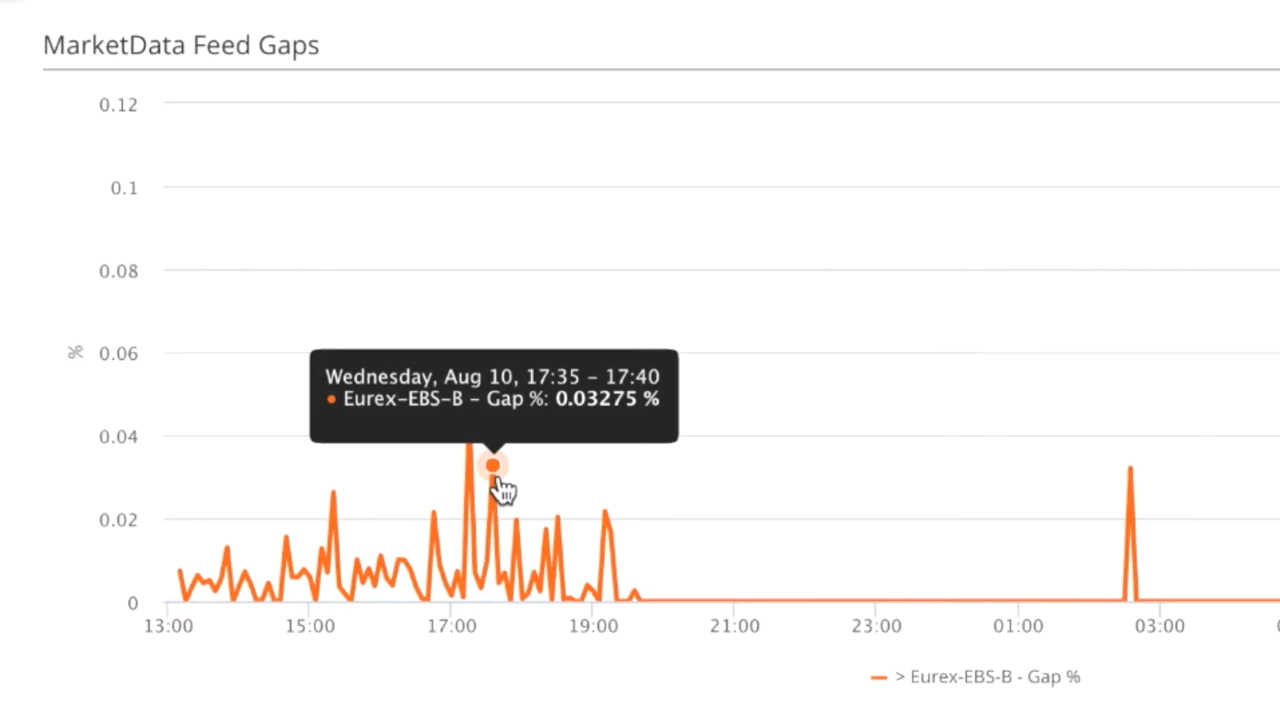 MarketData Feed Gaps
0.12
0.1
0.08
%
0.06
0.04
0.02
0
Wednesday, Aug 10, 17:35 – 17:40
• Eurex–EBS–B – Gap %: 0.03275 %
13:00 15:00 17:00 19:00 21:00 23:00 01:00 03:00
> Eurex-EBS-B - Gap %